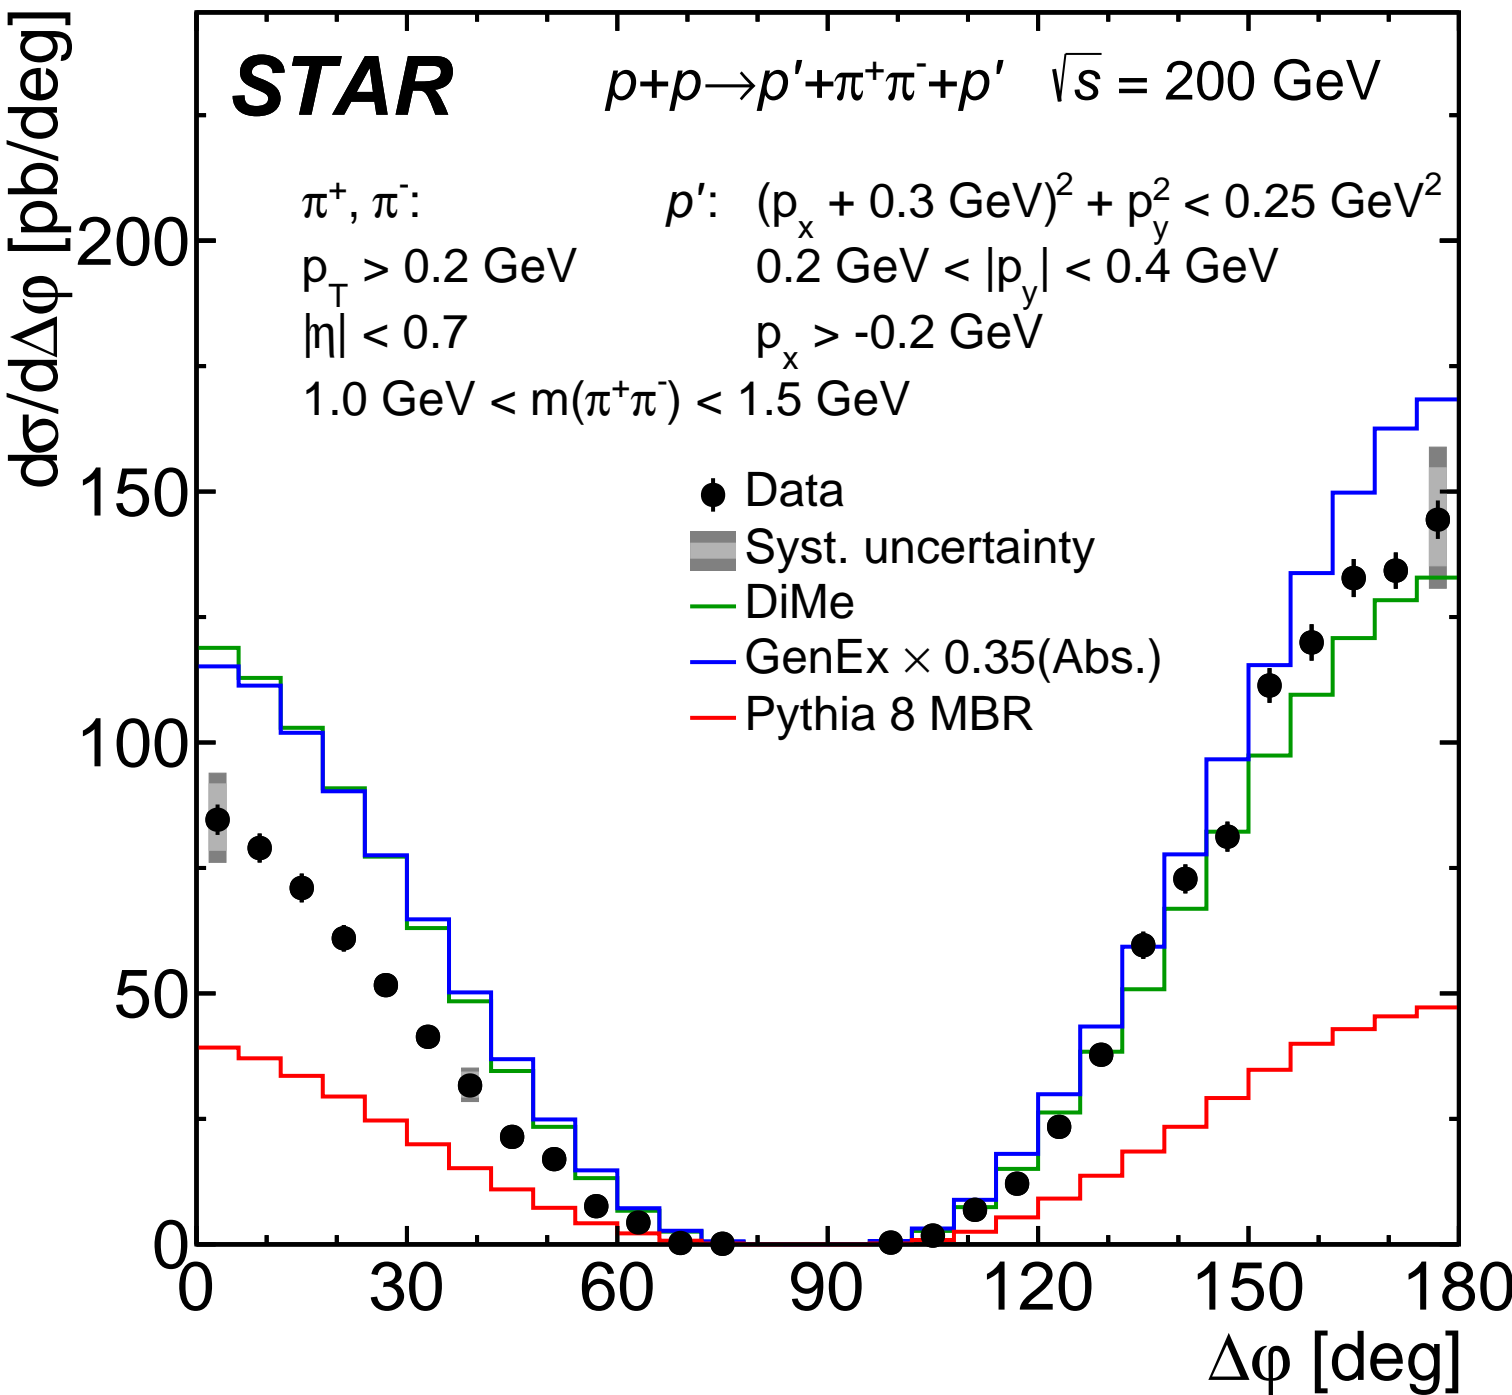 dσ/dΔφ [pb/deg]
STAR p+p→p′+π⁺π⁻+p′ √s = 200 GeV
π⁺, π⁻: p′: (pₓ + 0.3 GeV)² + p_y² < 0.25 GeV²
p_T > 0.2 GeV 0.2 GeV < |p_y| < 0.4 GeV
|η| < 0.7 pₓ > -0.2 GeV
1.0 GeV < m(π⁺π⁻) < 1.5 GeV
Data
Syst. uncertainty
DiMe
GenEx × 0.35(Abs.)
Pythia 8 MBR
200
150
100
50
0
0 30 60 90 120 150 180
Δφ [deg]